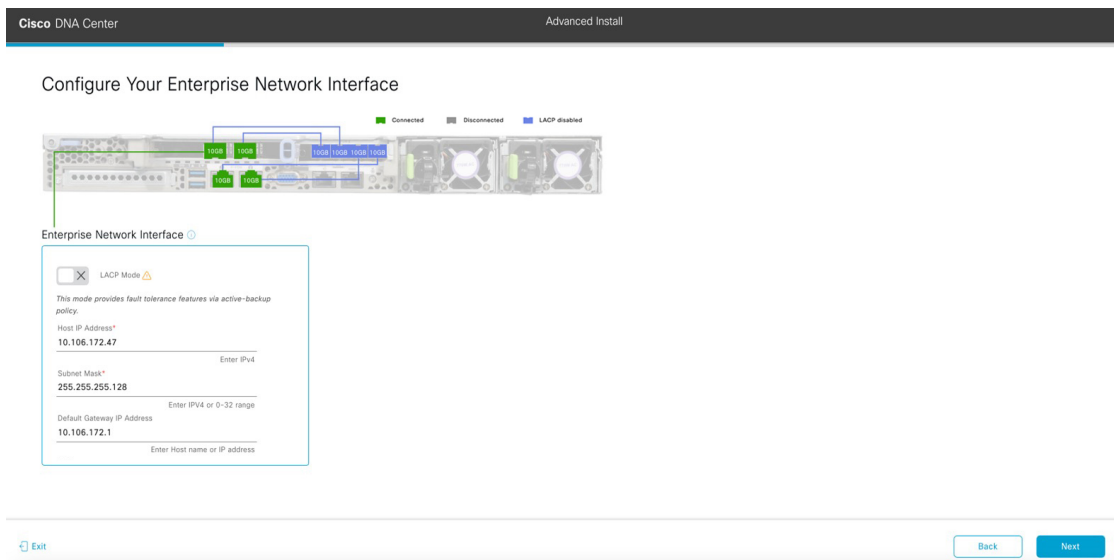 Cisco DNA Center
Advanced Install
Configure Your Enterprise Network Interface
Connected
Disconnected
LACP disabled
10GB 10GB 10GB 10GB 10GB 10GB
10GB 10GB
Enterprise Network Interface
LACP Mode
This mode provides fault tolerance features via active-backup
policy.
Host IP Address*
10.106.172.47
Enter IPv4
Subnet Mask*
255.255.255.128
Enter IPV4 or 0-32 range
Default Gateway IP Address
10.106.172.1
Enter Host name or IP address
Exit
Back
Next